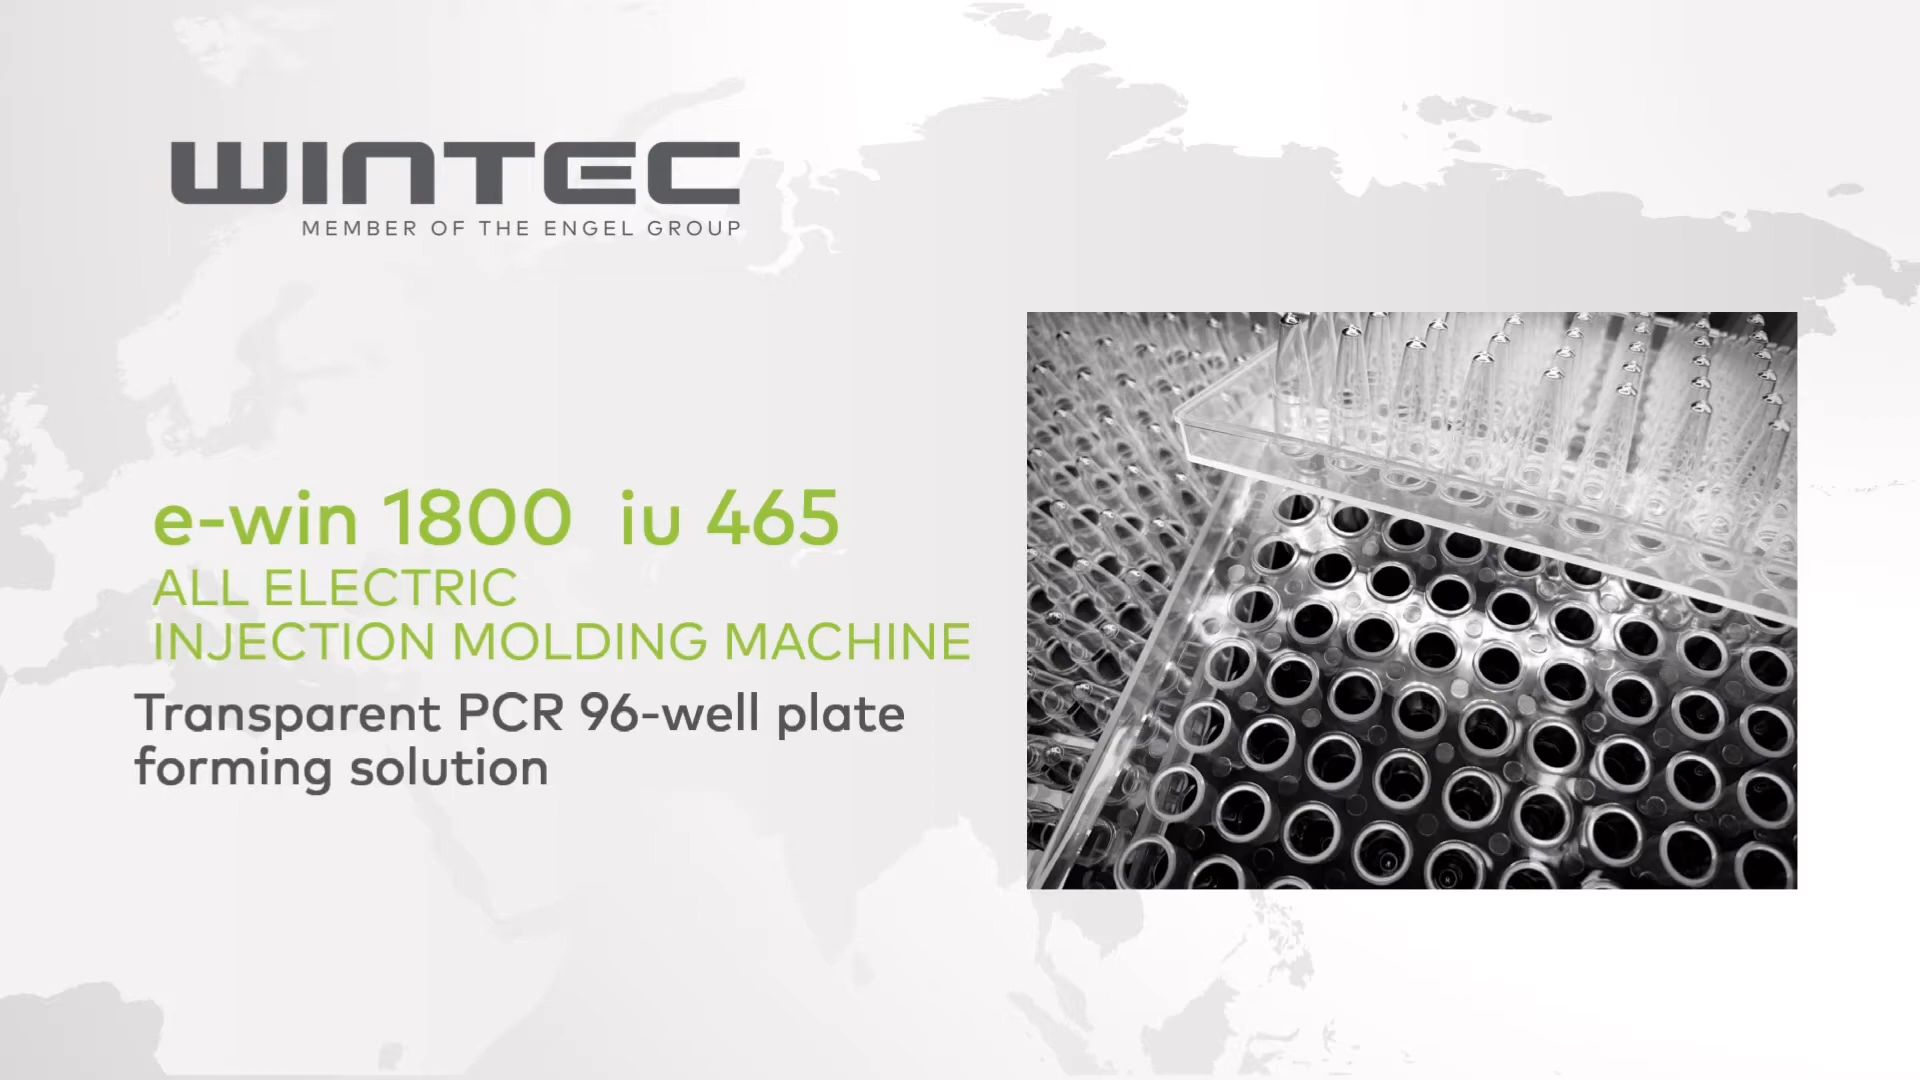 WINTEC
MEMBER OF THE ENGEL GROUP
e-win 1800 iu 465
ALL ELECTRIC
INJECTION MOLDING MACHINE
Transparent PCR 96-well plate
forming solution